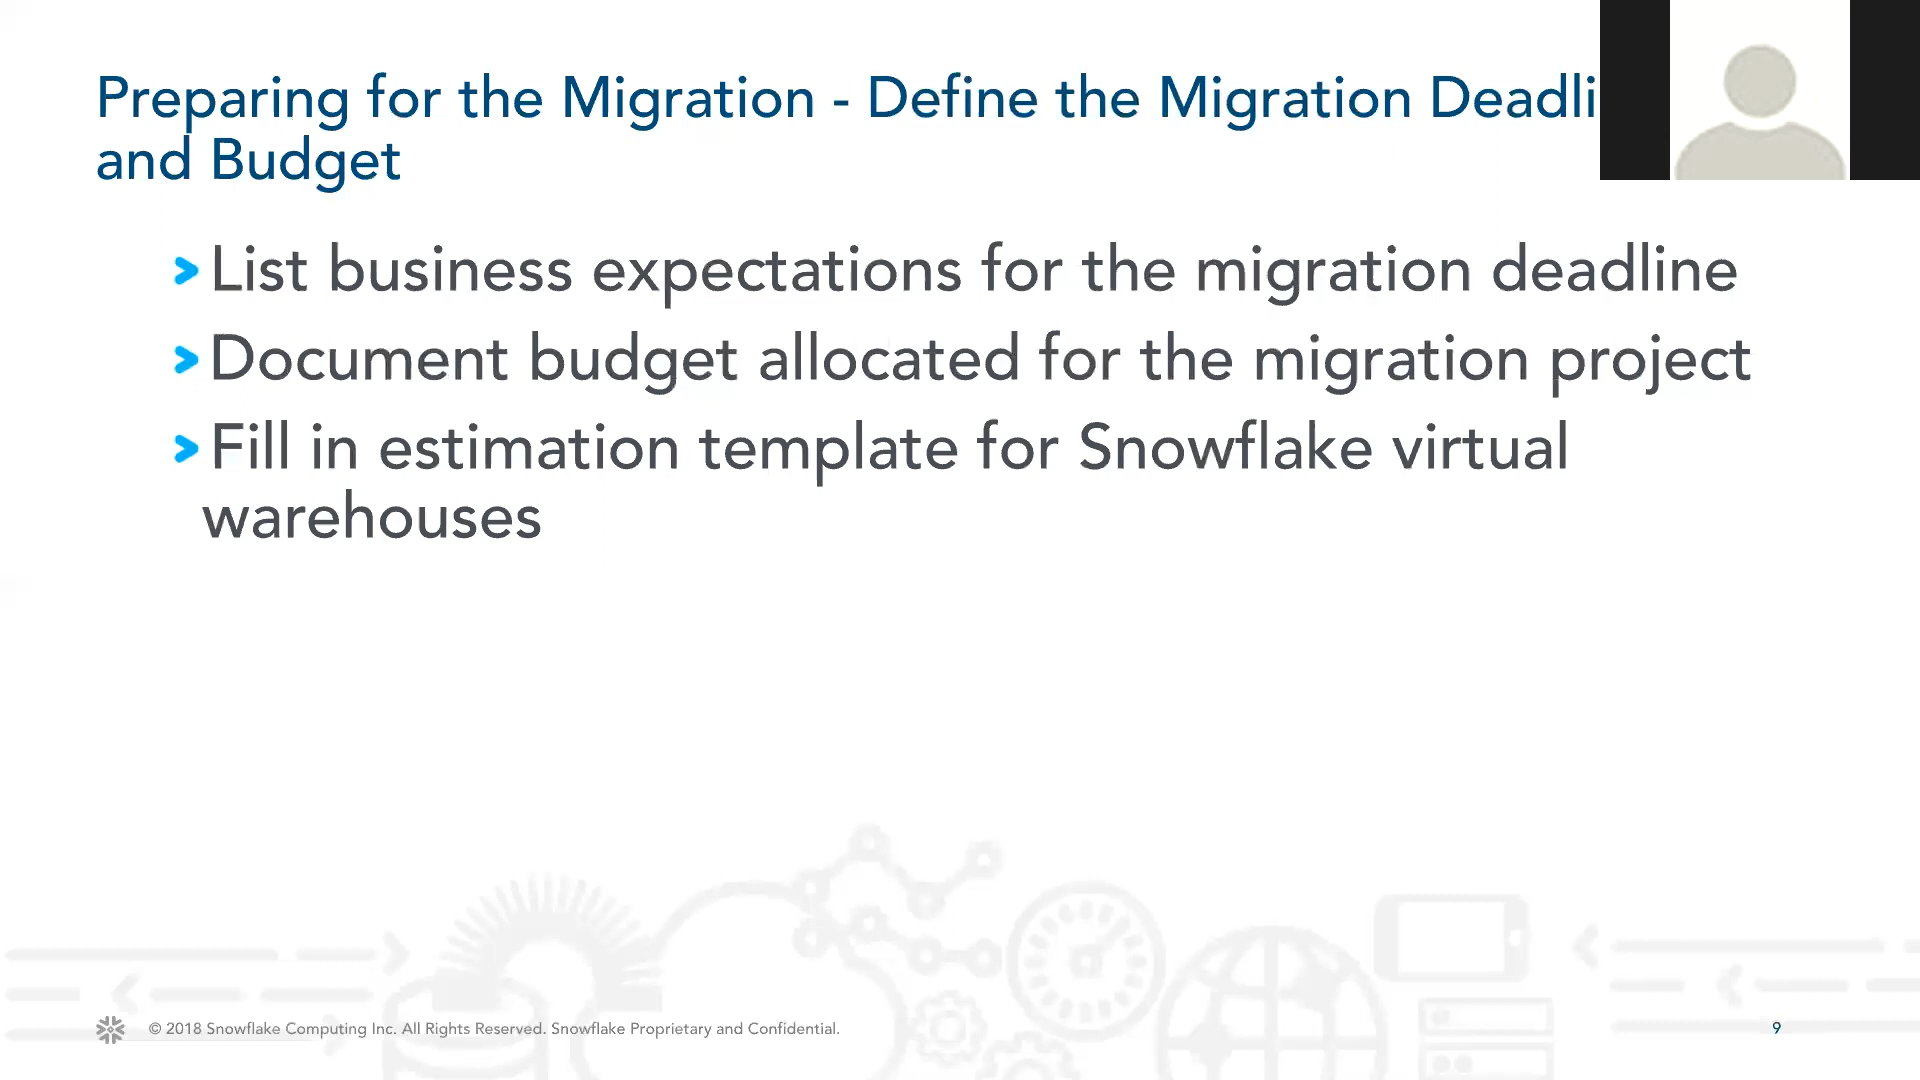 Preparing for the Migration - Define the Migration Deadli
and Budget
List business expectations for the migration deadline
Document budget allocated for the migration project
Fill in estimation template for Snowflake virtual
warehouses
© 2018 Snowflake Computing Inc. All Rights Reserved. Snowflake Proprietary and Confidential.
9